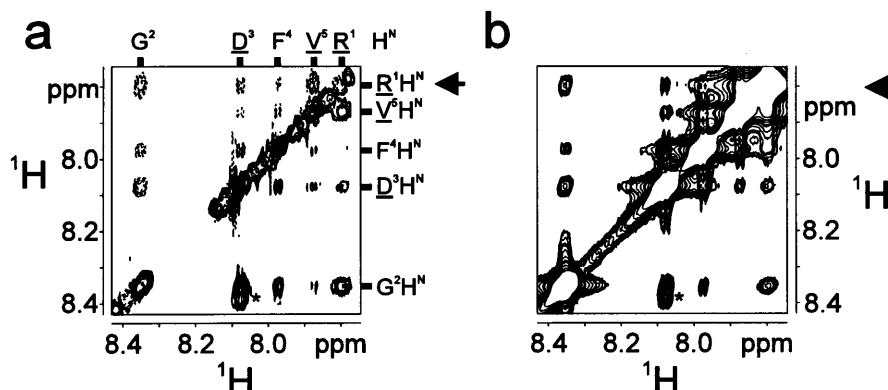 a
G² D³ F⁴ V⁵ R¹ Hᴺ
ppm
R¹Hᴺ
V⁵Hᴺ
8.0
F⁴Hᴺ
¹H
D³Hᴺ
8.2
G²Hᴺ
*
8.4
8.4 8.2 8.0 ppm
¹H
b
ppm
8.0
¹H
8.2
*
8.4
8.4 8.2 8.0 ppm
¹H